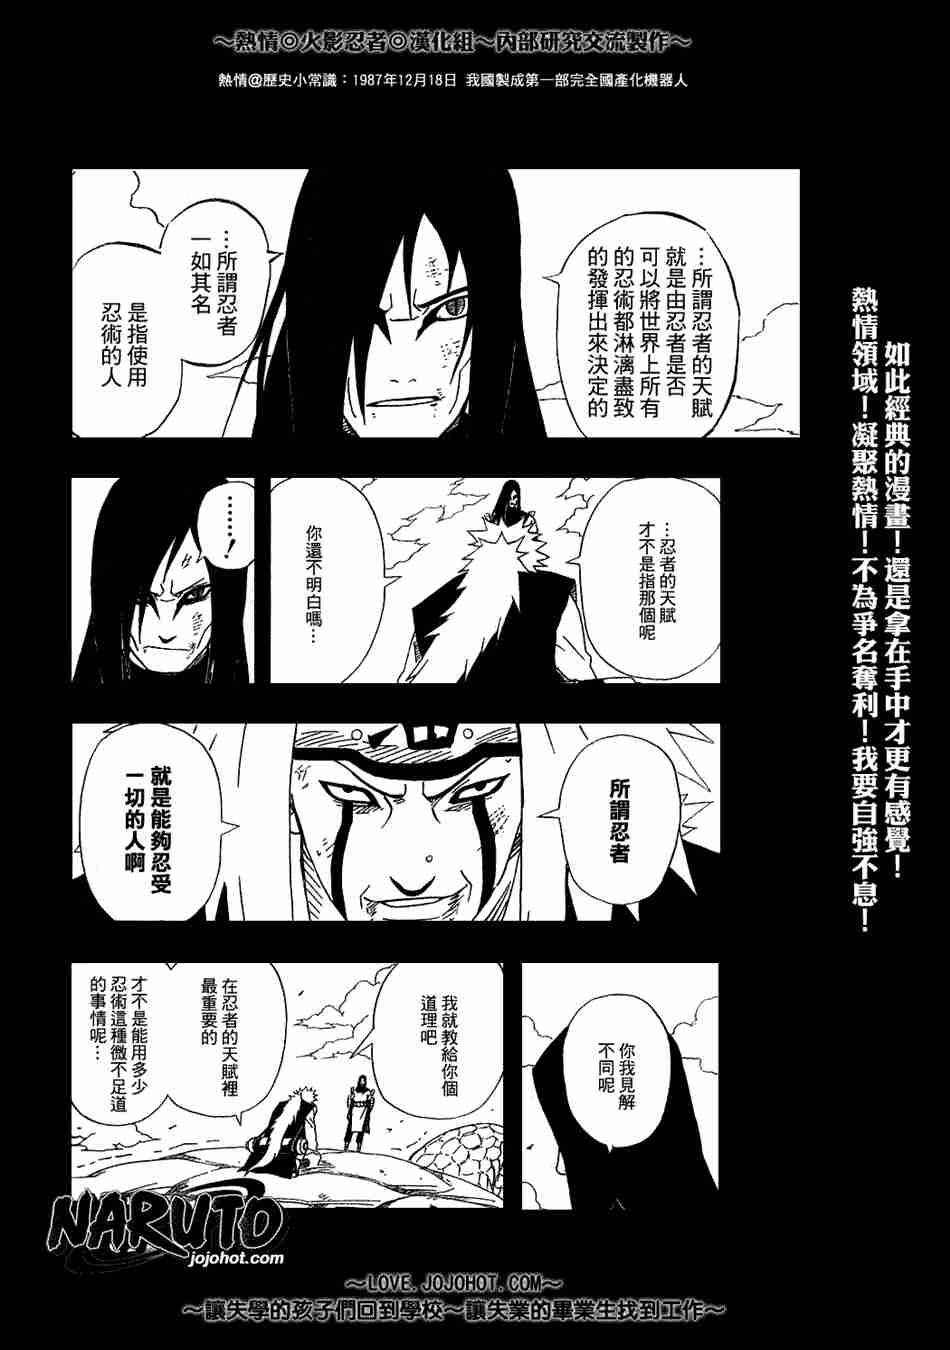 ～熱情◎火影忍者◎漢化組～內部研究交流製作～
熱情@歷史小常識：1987年12月18日 我國製成第一部完全國產化機器人
如此經典的漫畫！還是拿在手中才更有感覺！
熱情領域！凝聚熱情！不為爭名奪利！我要自強不息！
…所謂忍者的天賦
就是由忍者是否
可以將世界上所有
的忍術都淋漓盡致
的發揮出來決定的
…所謂忍者
一如其名
是指使用
忍術的人
…忍者的天賦
才不是指那個呢
你還不明白嗎…
……！
所謂忍者
就是能夠忍受
一切的人啊
你我見解
不同呢
我就教給你個
道理吧
在忍者的天賦裡
最重要的
才不是能用多少
忍術這種微不足道
的事情呢…
NARUTO
jojohot.com
～LOVE.JOJOHOT.COM～
～讓失學的孩子們回到學校～讓失業的畢業生找到工作～